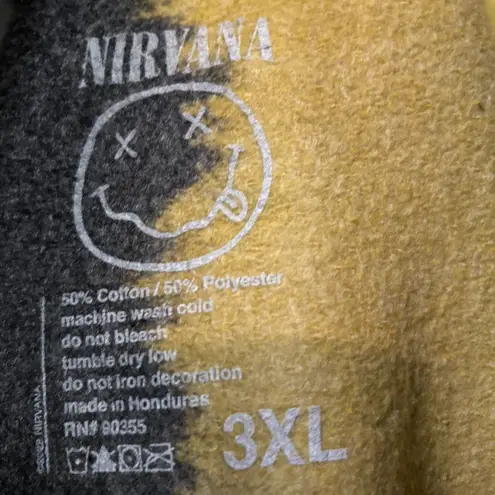 NIRVANA
50% Cotton / 50% Polyester
machine wash cold
do not bleach
tumble dry low
do not iron decoration
made in Honduras
RN# 90355
3XL
NIRVANA